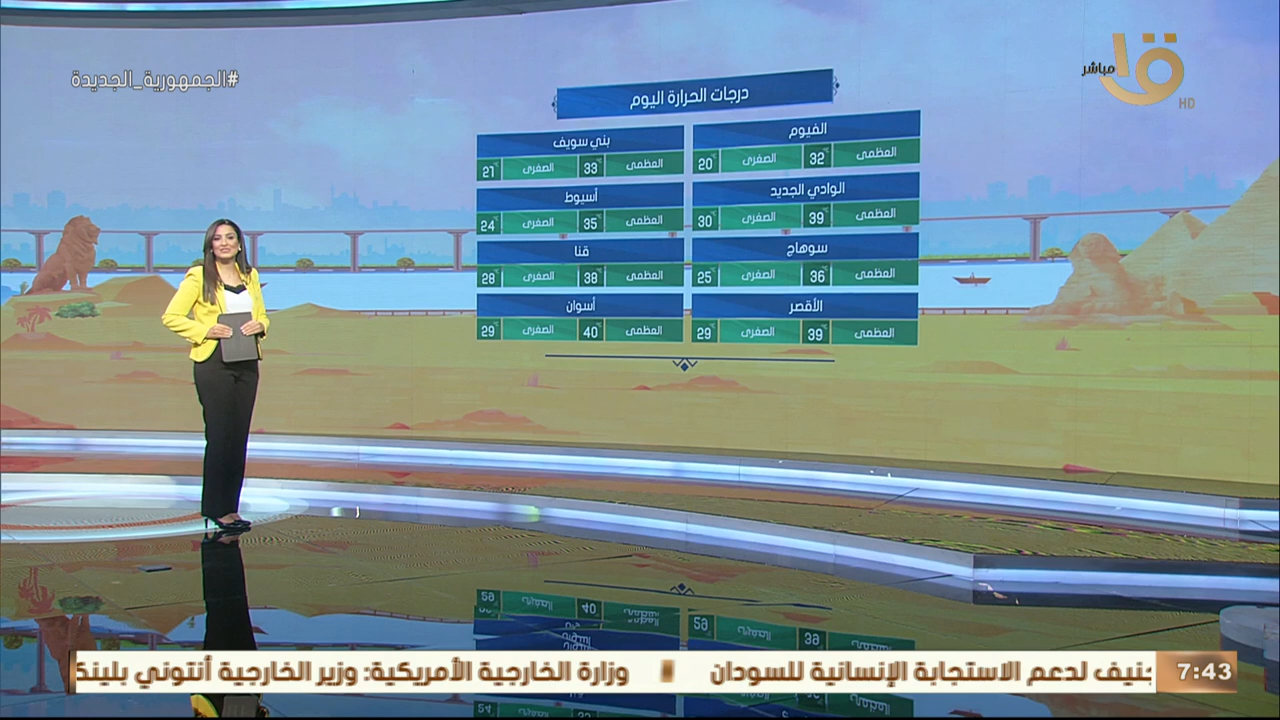 #الجمهورية_الجديدة
مباشر
HD
درجات الحرارة اليوم
الفيوم
العظمى 32 الصغرى 20
بني سويف
العظمى 33 الصغرى 21
الوادي الجديد
العظمى 39 الصغرى 30
أسيوط
العظمى 35 الصغرى 24
سوهاج
العظمى 36 الصغرى 25
قنا
العظمى 38 الصغرى 28
الأقصر
العظمى 39 الصغرى 29
أسوان
العظمى 40 الصغرى 29
7:43
جنيف لدعم الاستجابة الإنسانية للسودان وزارة الخارجية الأمريكية: وزير الخارجية أنتوني